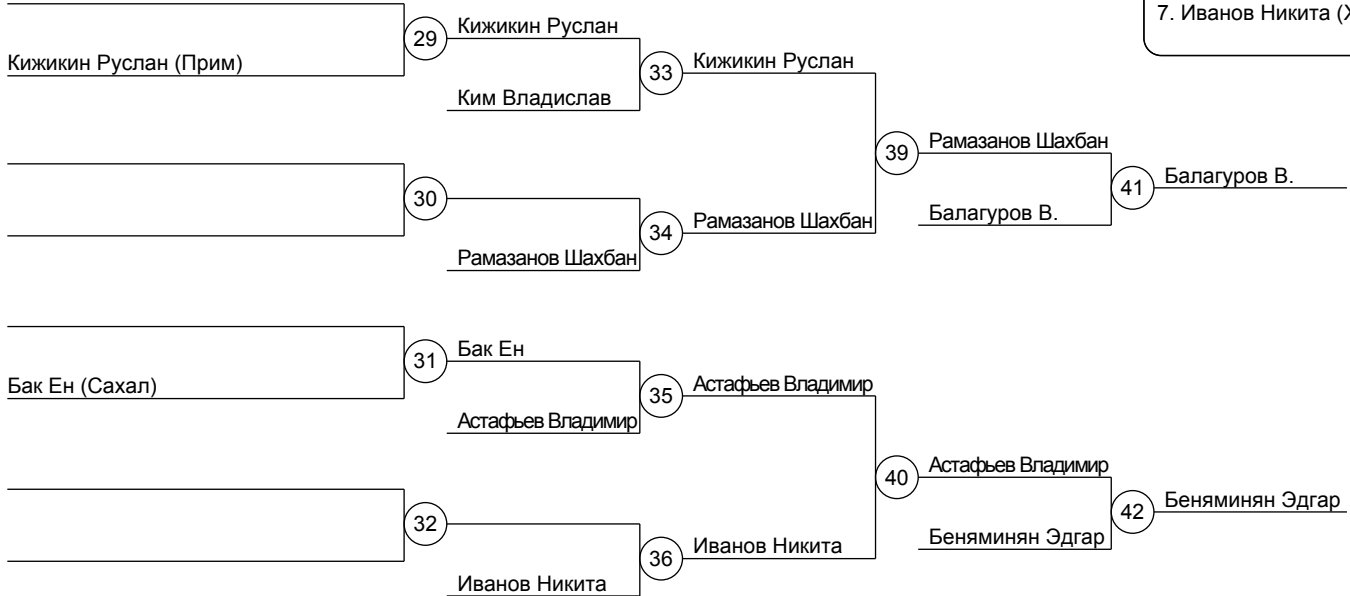 7. Иванов Никита (Х
29
Кижикин Руслан
Кижикин Руслан (Прим)
33
Кижикин Руслан
Ким Владислав
39
Рамазанов Шахбан
30
41
Балагуров В.
34
Рамазанов Шахбан
Балагуров В.
Рамазанов Шахбан
31
Бак Ен
Бак Ен (Сахал)
35
Астафьев Владимир
Астафьев Владимир
40
Астафьев Владимир
32
42
Беняминян Эдгар
36
Иванов Никита
Беняминян Эдгар
Иванов Никита